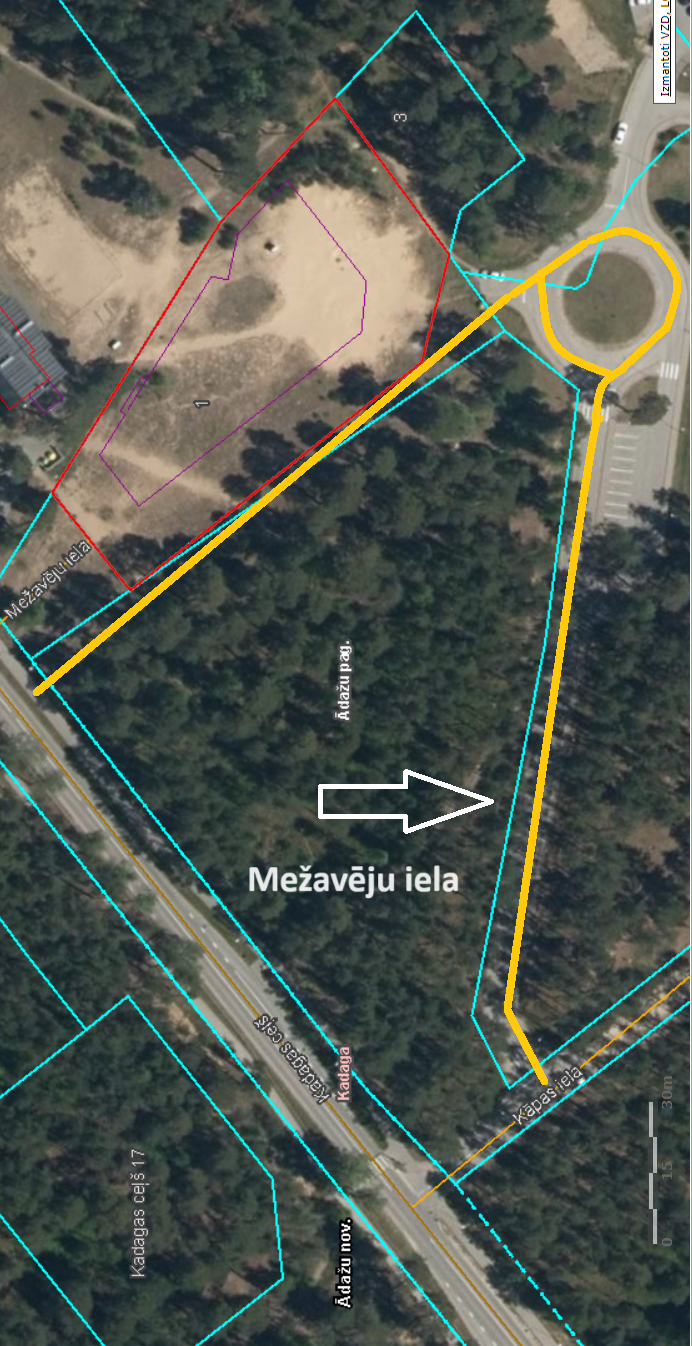 Izmantoti VZD, L
3
1
Mežavēju iela
Ādažu pag.
Mežavēju iela
Kadagas ceļš
Kadaga
Kāpas iela
Kadagas ceļš 17
Ādažu nov.
0 15 30m